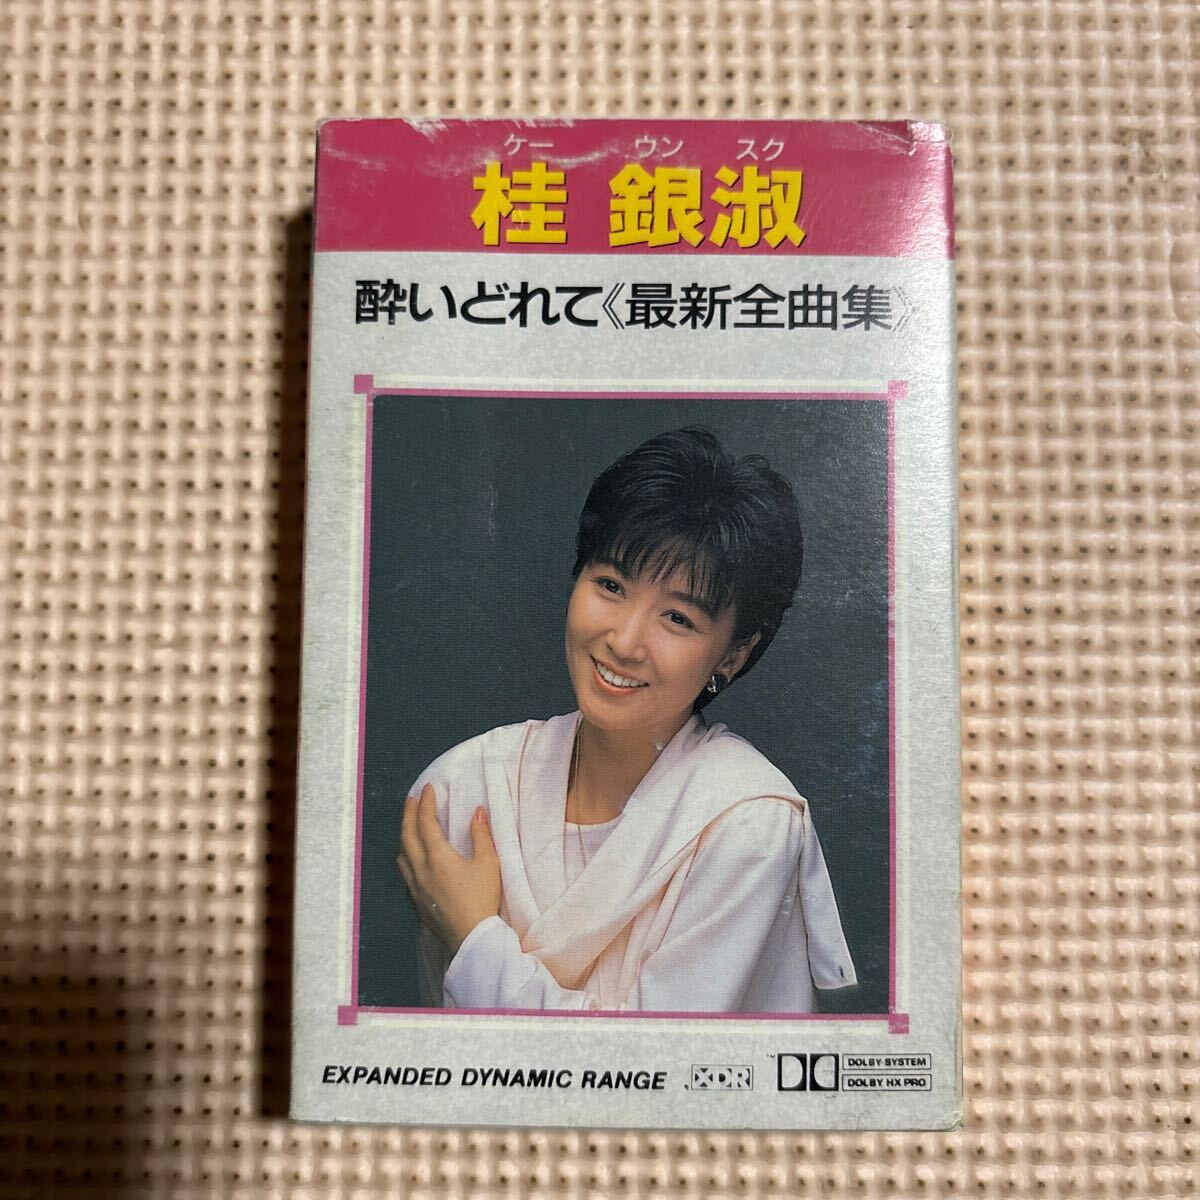 ケー ウン スク
桂 銀淑
酔いどれて《最新全曲集》
EXPANDED DYNAMIC RANGE XDR DOLBY SYSTEM
DOLBY HX PRO